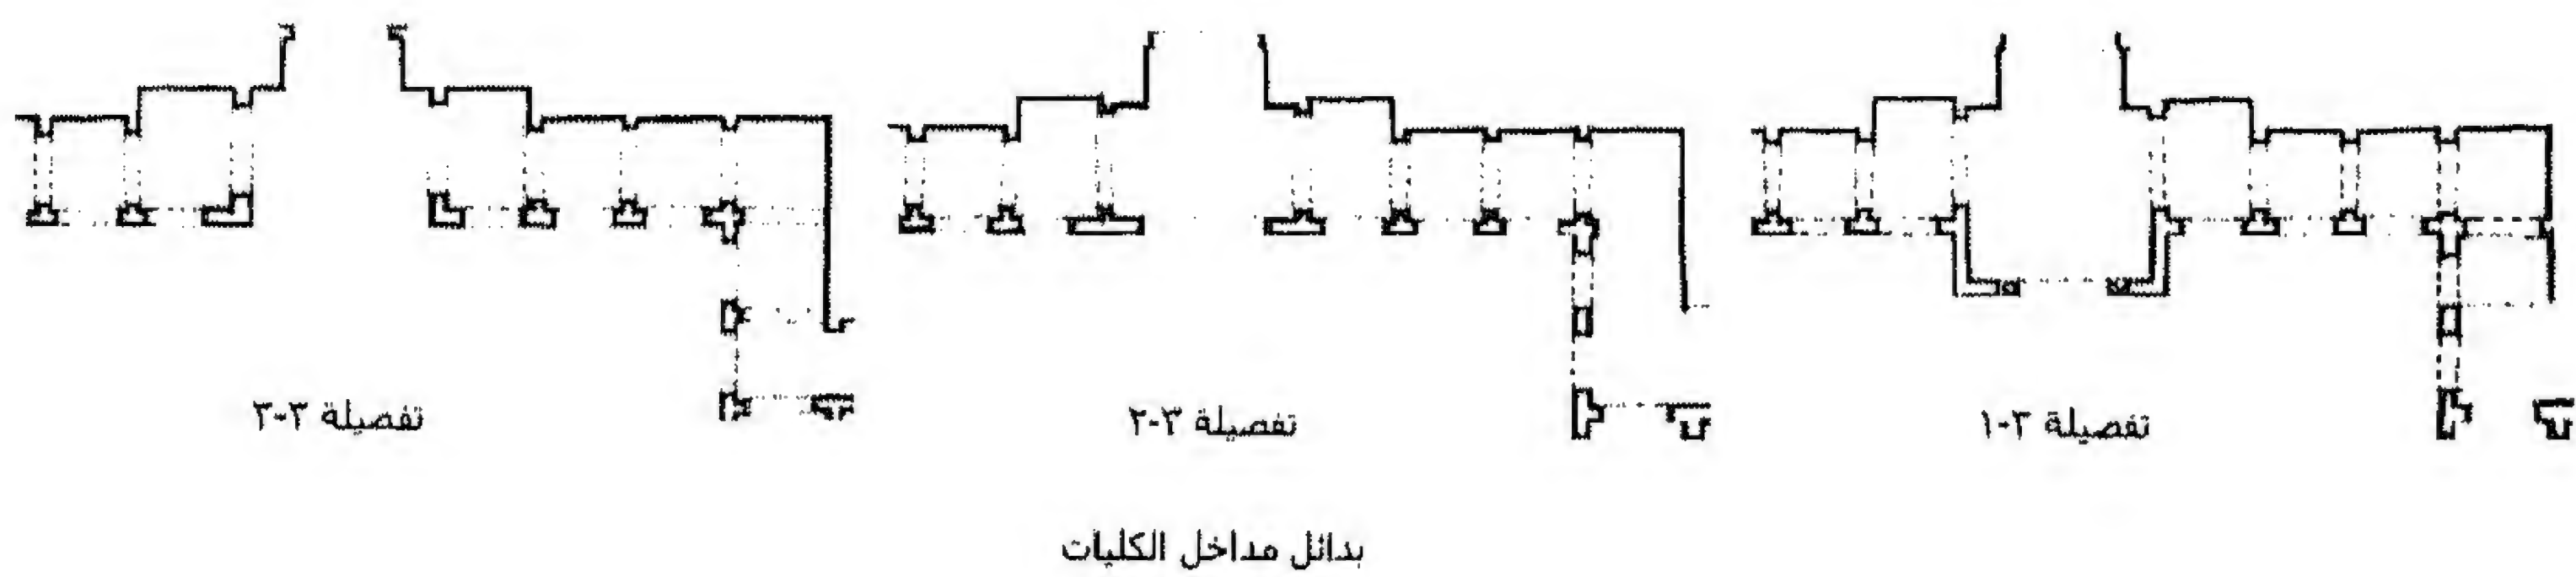 تفصيلة ٣-١
تفصيلة ٣-٢
تفصيلة ٣-٣
بدائل مداخل الكليات